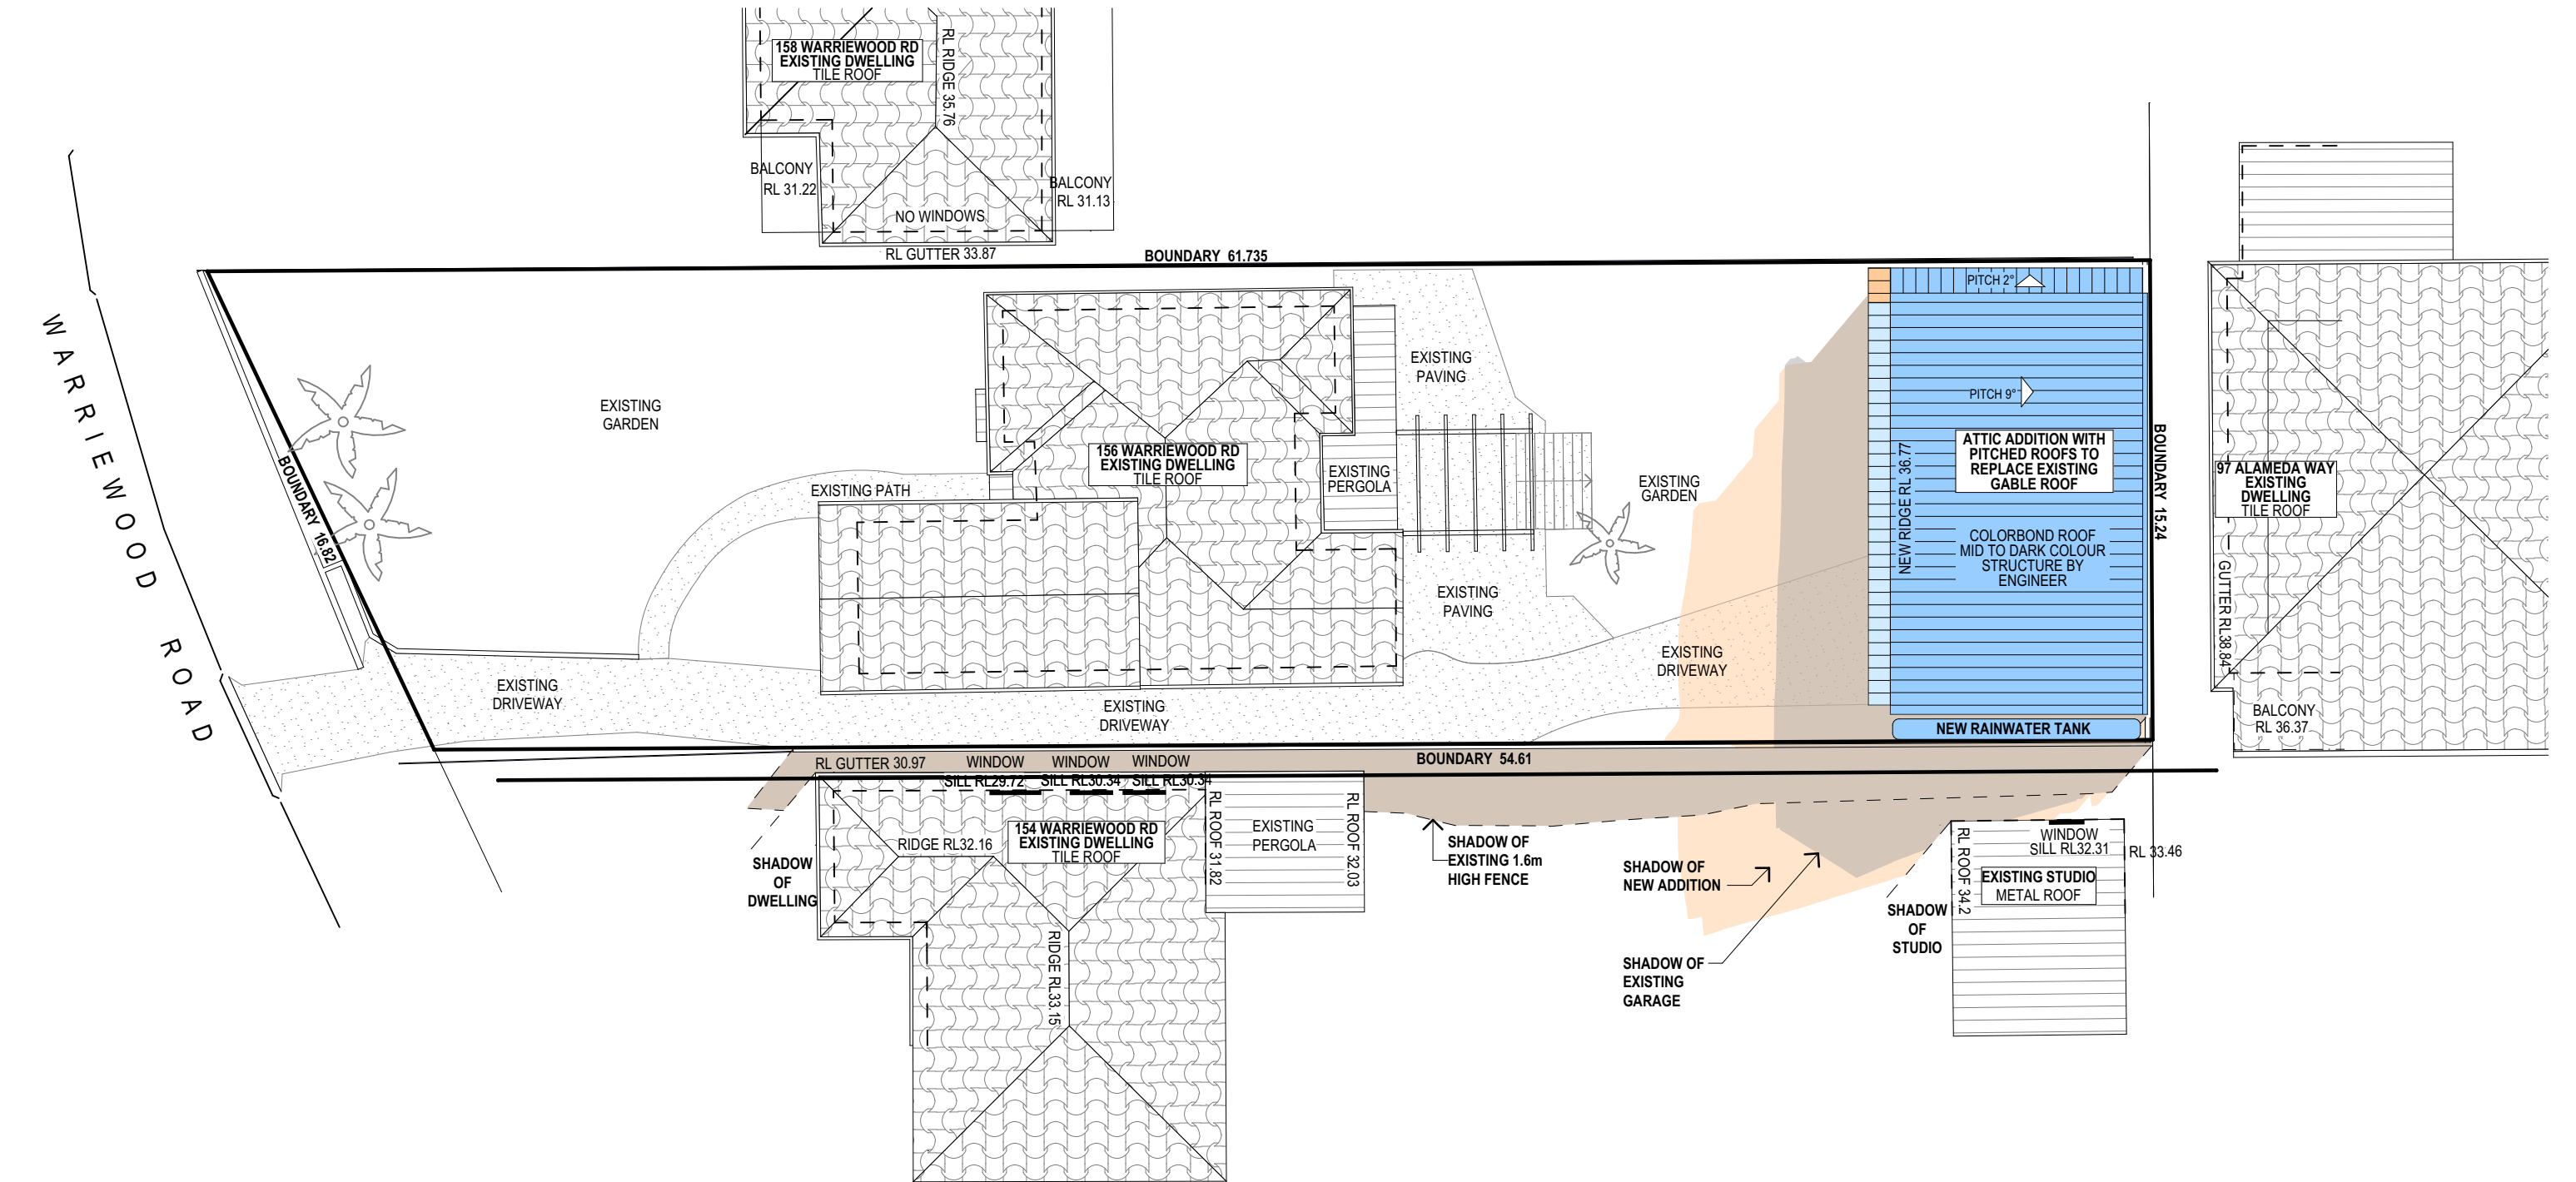 158 WARRIEWOOD RD
EXISTING DWELLING
TILE ROOF
RL RIDGE 35.76
BALCONY
RL 31.22
BALCONY
RL 31.13
NO WINDOWS
RL GUTTER 33.87
BOUNDARY 61.735
WARRIEWOOD ROAD
BOUNDARY 16.82
EXISTING
GARDEN
EXISTING PATH
156 WARRIEWOOD RD
EXISTING DWELLING
TILE ROOF
EXISTING
PERGOLA
EXISTING
PAVING
EXISTING
GARDEN
EXISTING
PAVING
EXISTING
DRIVEWAY
EXISTING
DRIVEWAY
EXISTING
DRIVEWAY
PITCH 2°
PITCH 9°
NEW RIDGE RL 36.77
ATTIC ADDITION WITH
PITCHED ROOFS TO
REPLACE EXISTING
GABLE ROOF
COLORBOND ROOF
MID TO DARK COLOUR
STRUCTURE BY
ENGINEER
NEW RAINWATER TANK
BOUNDARY 15.24
97 ALAMEDA WAY
EXISTING
DWELLING
TILE ROOF
GUTTER RL38.84
BALCONY
RL 36.37
BOUNDARY 54.61
RL GUTTER 30.97
WINDOW
SILL RL29.72
WINDOW
SILL RL30.34
WINDOW
SILL RL30.34
154 WARRIEWOOD RD
EXISTING DWELLING
TILE ROOF
RIDGE RL32.16
RIDGE RL33.15
RL ROOF 31.82
EXISTING
PERGOLA
RL ROOF 32.03
SHADOW
OF
DWELLING
SHADOW OF
EXISTING 1.6m
HIGH FENCE
SHADOW OF
NEW ADDITION
SHADOW OF
EXISTING
GARAGE
SHADOW
OF
STUDIO
RL ROOF 34.2
WINDOW
SILL RL32.31
RL 33.46
EXISTING STUDIO
METAL ROOF